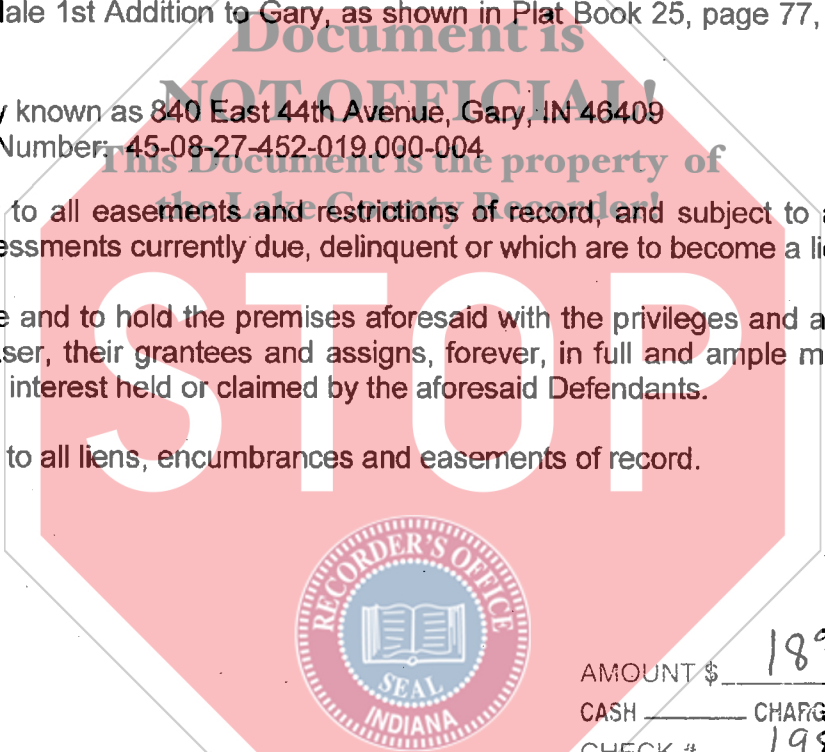 ale 1st Addition to Gary, as shown in Plat Book 25, page 77,
Document is
NOT OFFICIAL!
y known as 840 East 44th Avenue, Gary, IN 46409
Number: 45-08-27-452-019.000-004
This Document is the property of
the Lake County Recorder!
to all easements and restrictions of record, and subject to a
essments currently due, delinquent or which are to become a lie
STOP
e and to hold the premises aforesaid with the privileges and a
ser, their grantees and assigns, forever, in full and ample m
interest held or claimed by the aforesaid Defendants.
to all liens, encumbrances and easements of record.
RECORDER'S OFFICE
SEAL
INDIANA
AMOUNT $ 18
CASH CHARG
CHECK # 19